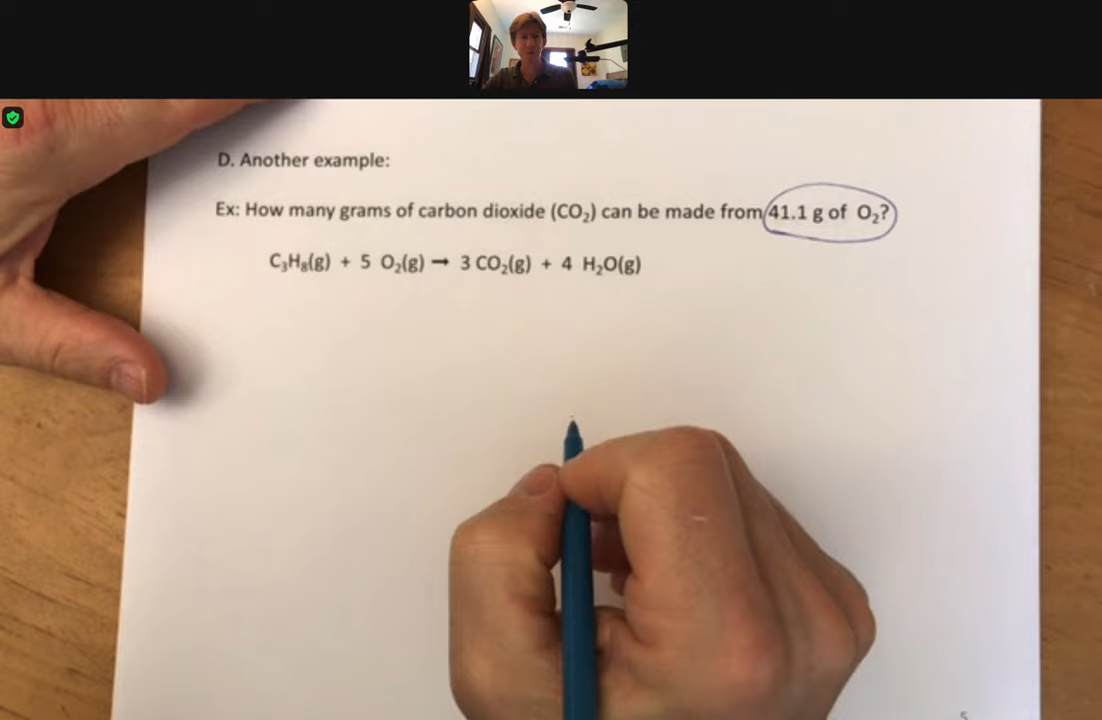 D. Another example:
Ex: How many grams of carbon dioxide (CO₂) can be made from 41.1 g of O₂?
C₃H₈(g) + 5 O₂(g) → 3 CO₂(g) + 4 H₂O(g)